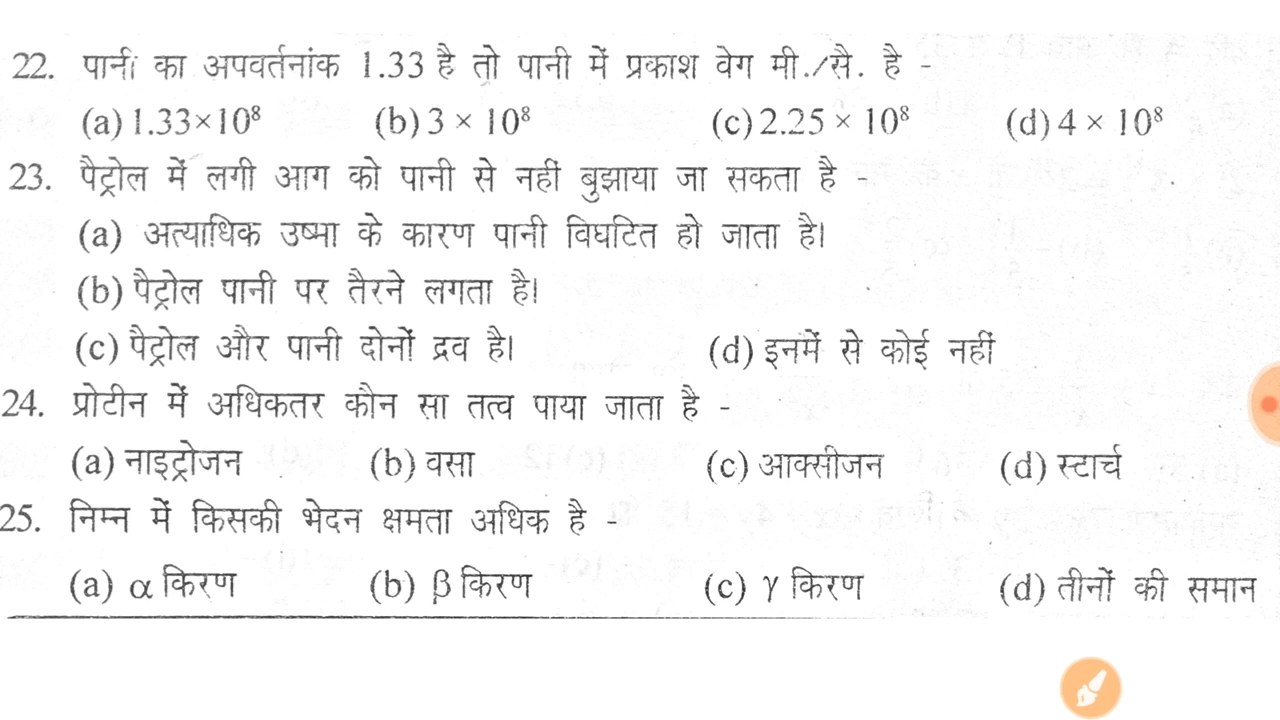 22. पानी का अपवर्तनांक 1.33 है तो पानी में प्रकाश वेग मी./सै. है -
(a) 1.33×10⁸ (b) 3 × 10⁸ (c) 2.25 × 10⁸ (d) 4 × 10⁸
23. पैट्रोल में लगी आग को पानी से नहीं बुझाया जा सकता है -
(a) अत्याधिक उष्मा के कारण पानी विघटित हो जाता है।
(b) पैट्रोल पानी पर तैरने लगता है।
(c) पैट्रोल और पानी दोनों द्रव है। (d) इनमें से कोई नहीं
24. प्रोटीन में अधिकतर कौन सा तत्व पाया जाता है -
(a) नाइट्रोजन (b) वसा (c) आक्सीजन (d) स्टार्च
25. निम्न में किसकी भेदन क्षमता अधिक है -
(a) α किरण (b) β किरण (c) γ किरण (d) तीनों की समान